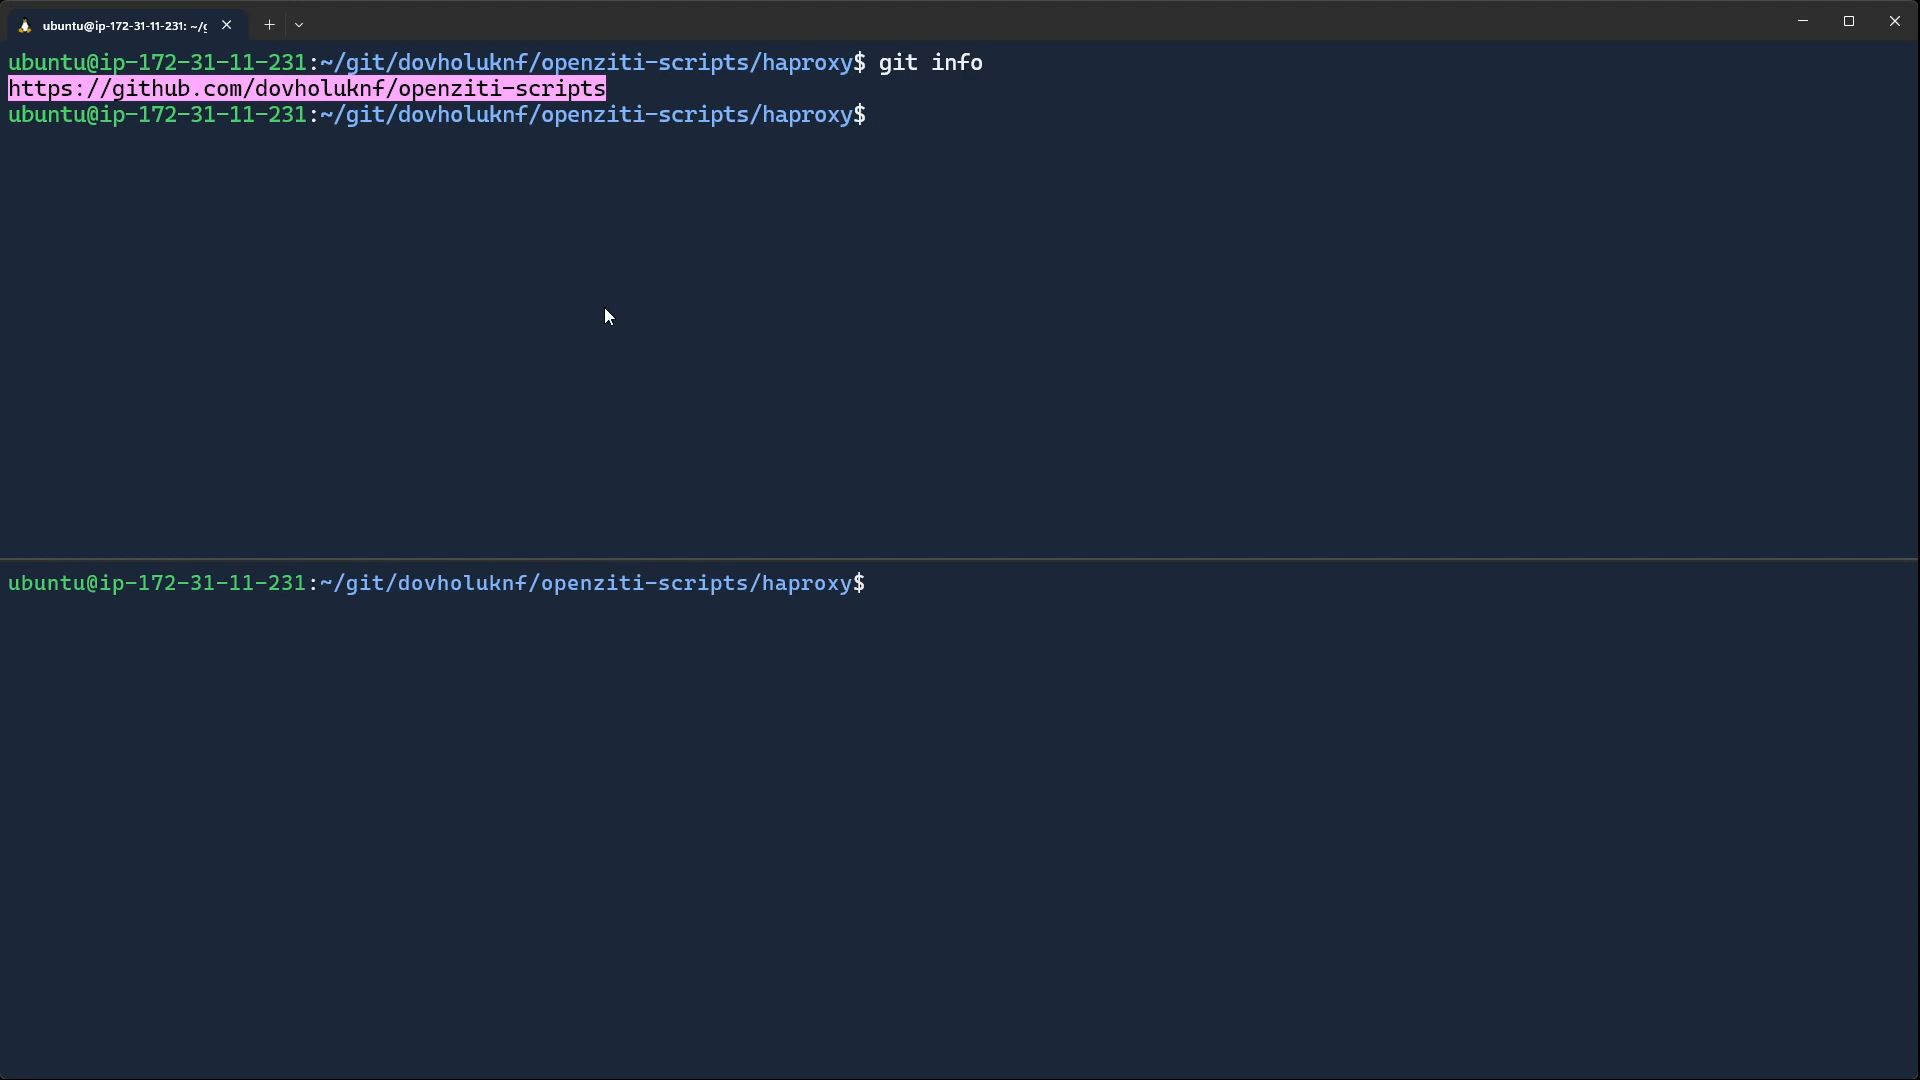 ubuntu@ip-172-31-11-231: ~/g
ubuntu@ip-172-31-11-231:~/git/dovholuknf/openziti-scripts/haproxy$ git info
https://github.com/dovholuknf/openziti-scripts
ubuntu@ip-172-31-11-231:~/git/dovholuknf/openziti-scripts/haproxy$
ubuntu@ip-172-31-11-231:~/git/dovholuknf/openziti-scripts/haproxy$